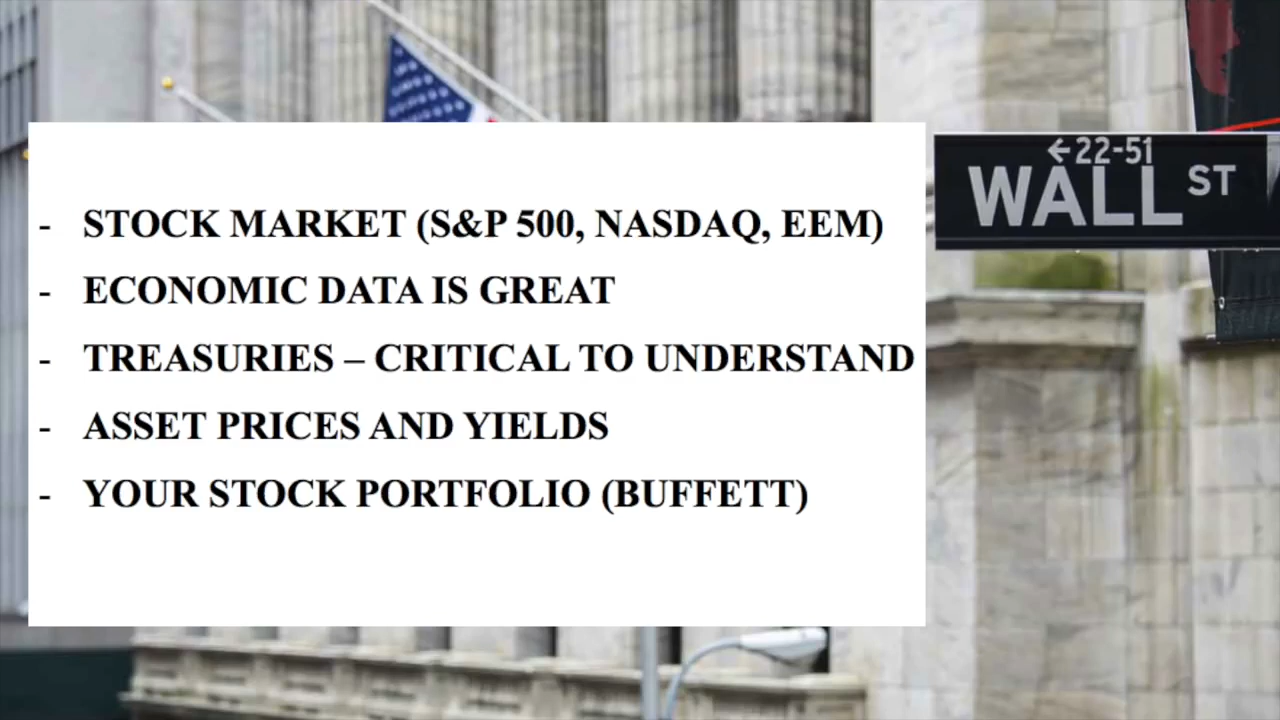 - STOCK MARKET (S&P 500, NASDAQ, EEM)
- ECONOMIC DATA IS GREAT
- TREASURIES – CRITICAL TO UNDERSTAND
- ASSET PRICES AND YIELDS
- YOUR STOCK PORTFOLIO (BUFFETT)
←22-51
WALL ST